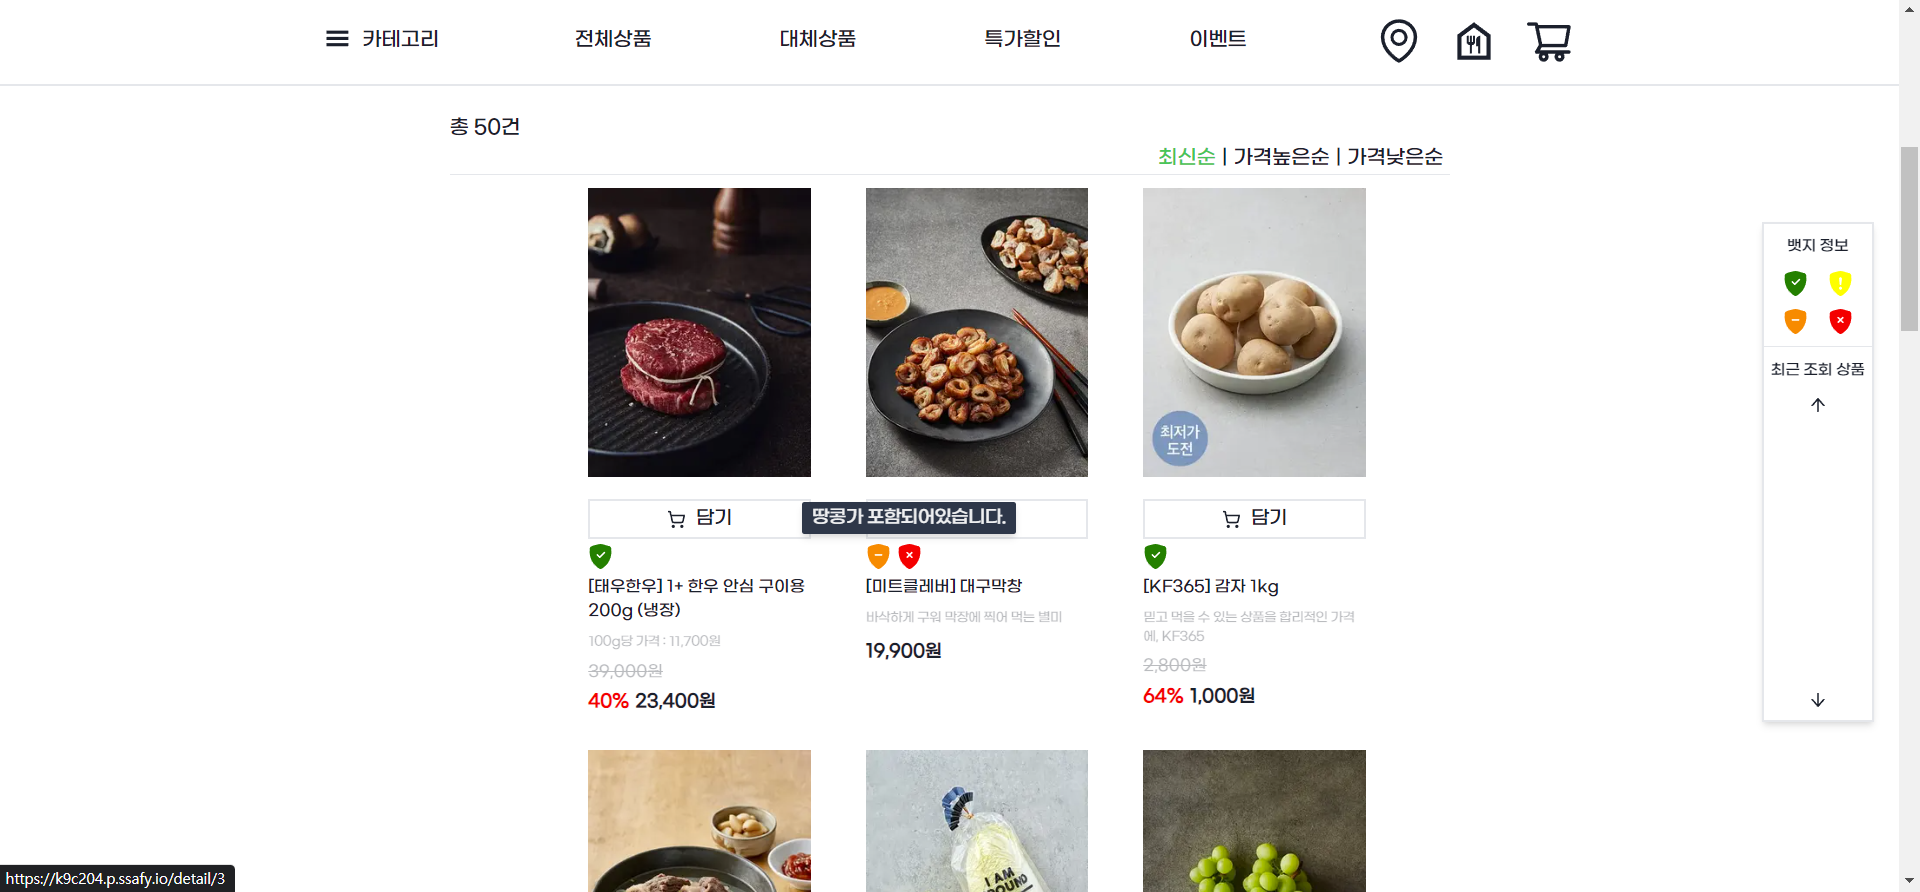 카테고리
전체상품
대체상품
특가할인
이벤트
총 50건
최신순 | 가격높은순 | 가격낮은순
최저가
도전
담기
땅콩가 포함되어있습니다.
담기
[태우한우] 1+ 한우 안심 구이용
200g (냉장)
100g당 가격 : 11,700원
39,000원
40% 23,400원
[미트클레버] 대구막창
바삭하게 구워 막장에 찍어 먹는 별미
19,900원
[KF365] 감자 1kg
믿고 먹을 수 있는 상품을 합리적인 가격
에, KF365
2,800원
64% 1,000원
I AM
GROUND
뱃지 정보
최근 조회 상품
https://k9c204.p.ssafy.io/detail/3